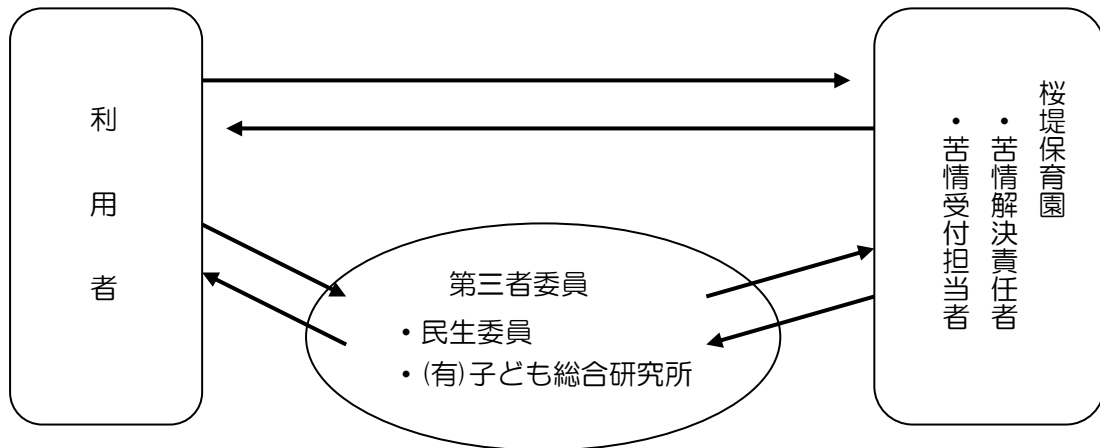 利用者
第三者委員
・民生委員
・(有)子ども総合研究所
桜堤保育園
・苦情解決責任者
・苦情受付担当者